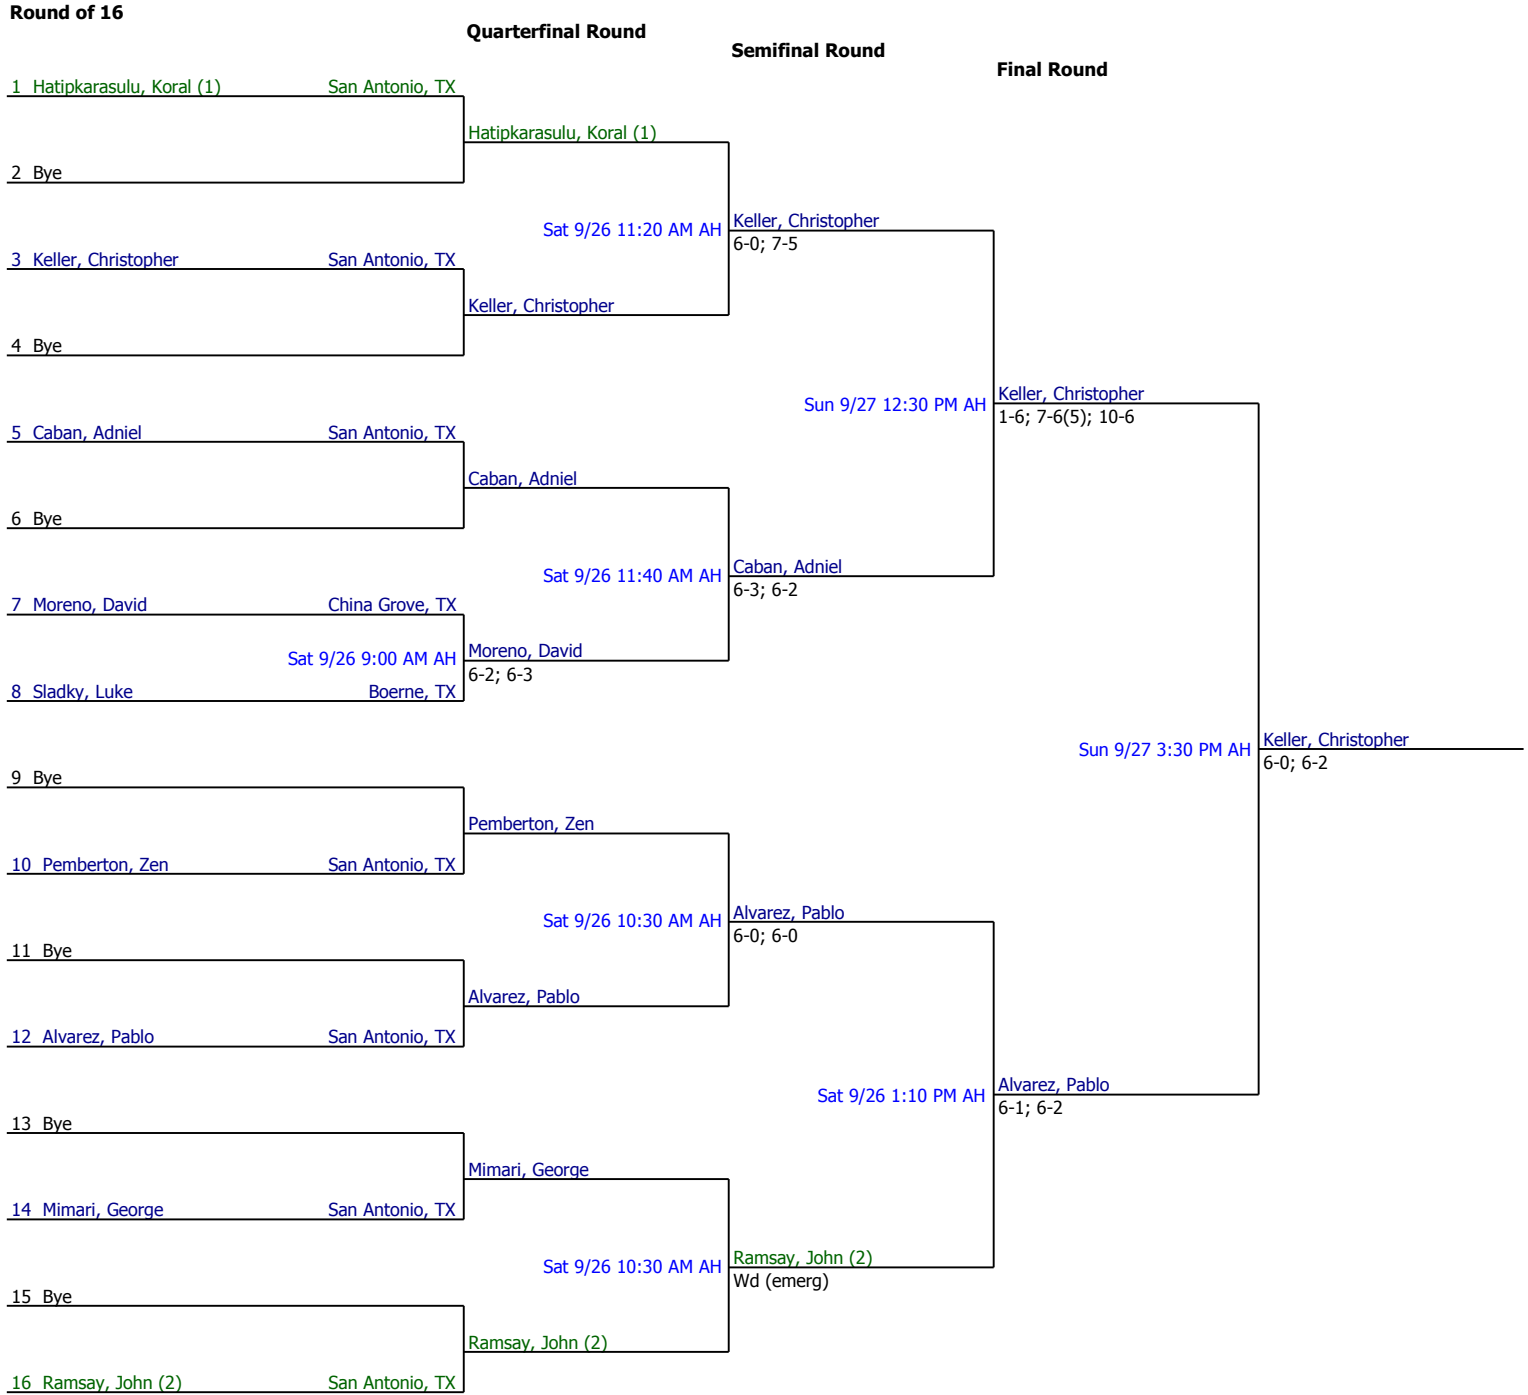 Round of 16
Quarterfinal Round
Semifinal Round
Final Round
1 Hatipkarasulu, Koral (1) San Antonio, TX
Hatipkarasulu, Koral (1)
2 Bye
Sat 9/26 11:20 AM AH Keller, Christopher
6-0; 7-5
3 Keller, Christopher San Antonio, TX
Keller, Christopher
4 Bye
Sun 9/27 12:30 PM AH Keller, Christopher
1-6; 7-6(5); 10-6
5 Caban, Adniel San Antonio, TX
Caban, Adniel
6 Bye
Sat 9/26 11:40 AM AH Caban, Adniel
6-3; 6-2
7 Moreno, David China Grove, TX
Sat 9/26 9:00 AM AH Moreno, David
6-2; 6-3
8 Sladky, Luke Boerne, TX
Sun 9/27 3:30 PM AH Keller, Christopher
6-0; 6-2
9 Bye
Pemberton, Zen
10 Pemberton, Zen San Antonio, TX
Sat 9/26 10:30 AM AH Alvarez, Pablo
6-0; 6-0
11 Bye
Alvarez, Pablo
12 Alvarez, Pablo San Antonio, TX
Sat 9/26 1:10 PM AH Alvarez, Pablo
6-1; 6-2
13 Bye
Mimari, George
14 Mimari, George San Antonio, TX
Sat 9/26 10:30 AM AH Ramsay, John (2)
Wd (emerg)
15 Bye
Ramsay, John (2)
16 Ramsay, John (2) San Antonio, TX